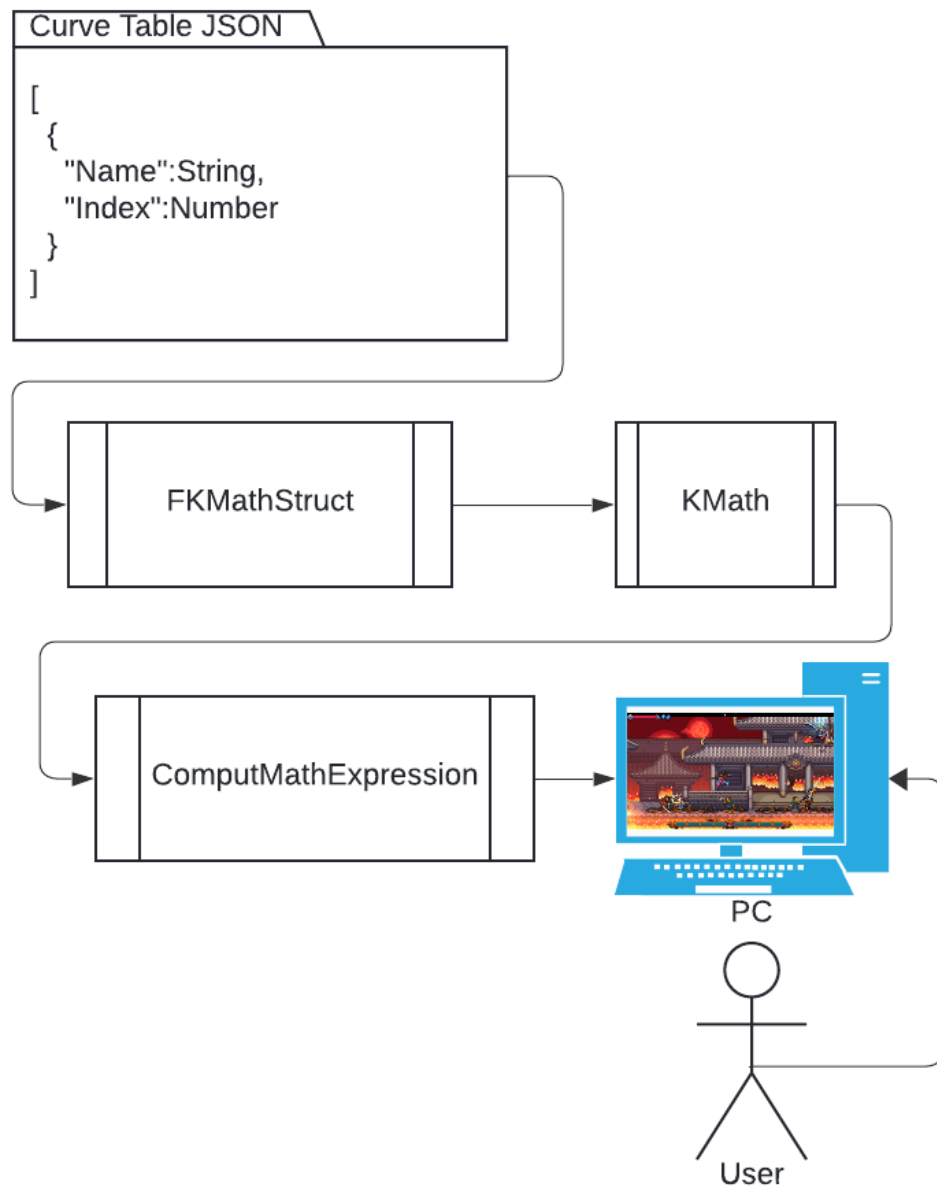 Curve Table JSON
[
{
"Name":String,
"Index":Number
}
]
FKMathStruct
KMath
ComputMathExpression
PC
User